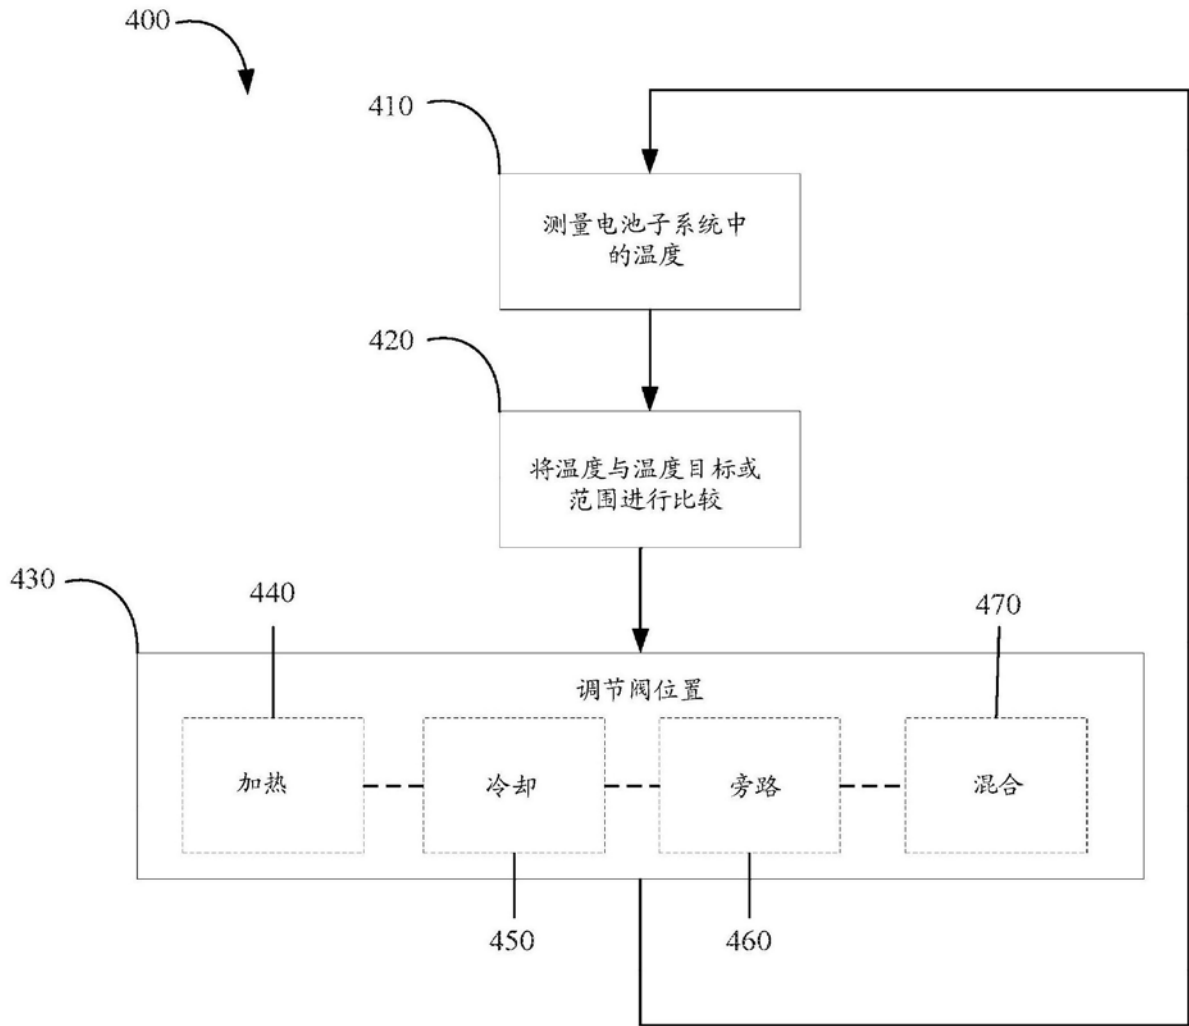 400
410
测量电池子系统中
的温度
420
将温度与温度目标或
范围进行比较
430
440
470
调节阀位置
加热
冷却
旁路
混合
450
460